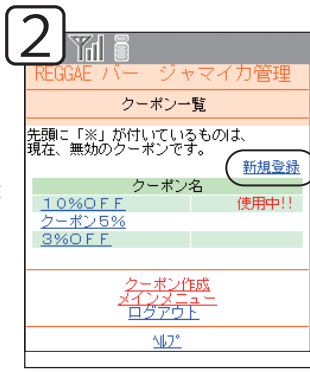 2
REGGAE バー ジャマイカ管理
クーポン一覧
先頭に「※」が付いているものは、
現在、無効のクーポンです。
新規登録
クーポン名
10%OFF 使用中!!
クーポン5%
3%OFF
クーポン作成
メインメニュー
ログアウト
ﾍﾙﾌﾟ